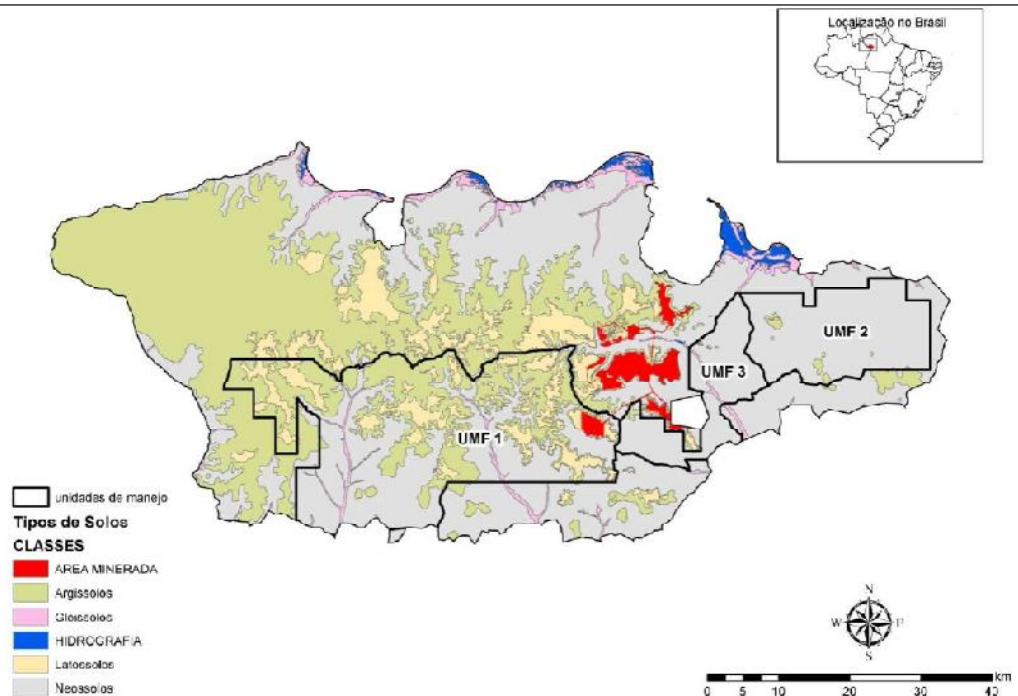 Localização no Brasil
UMF 2
UMF 3
UMF 1
unidades de manejo
Tipos de Solos
CLASSES
AREA MINERADA
Argissolos
Gleissolos
HIDROGRAFIA
Latossolos
Neossolos
N
W
S
km
0 5 10 20 30 40